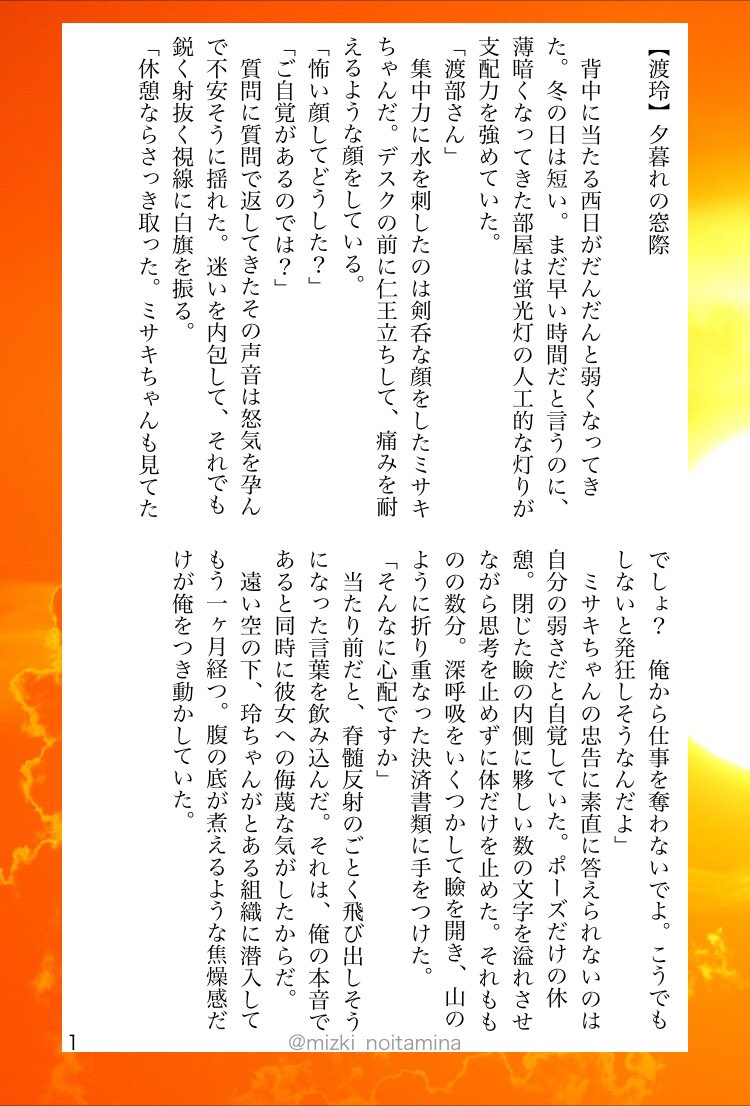 【渡玲】夕暮れの窓際
背中に当たる西日がだんだんと弱くなってき
た。冬の日は短い。まだ早い時間だと言うのに、
薄暗くなってきた部屋は蛍光灯の人工的な灯りが
支配力を強めていた。
「渡部さん」
集中力に水を刺したのは剣呑な顔をしたミサキ
ちゃんだ。デスクの前に仁王立ちして、痛みを耐
えるような顔をしている。
「怖い顔してどうした？」
「ご自覚があるのでは？」
質問に質問で返してきたその声音は怒気を孕ん
で不安そうに揺れた。迷いを内包して、それでも
鋭く射抜く視線に白旗を振る。
「休憩ならさっき取った。ミサキちゃんも見てた
でしょ？　俺から仕事を奪わないでよ。こうでも
しないと発狂しそうなんだよ」
ミサキちゃんの忠告に素直に答えられないのは
自分の弱さだと自覚していた。ポーズだけの休
憩。閉じた瞼の内側に夥しい数の文字を溢れさせ
ながら思考を止めずに体だけを止めた。それもも
のの数分。深呼吸をいくつかして瞼を開き、山の
ように折り重なった決済書類に手をつけた。
「そんなに心配ですか」
当たり前だと、脊髄反射のごとく飛び出しそう
になった言葉を飲み込んだ。それは、俺の本音で
あると同時に彼女への侮蔑な気がしたからだ。
遠い空の下、玲ちゃんがとある組織に潜入して
もう一ヶ月経つ。腹の底が煮えるような焦燥感だ
けが俺をつき動かしていた。
1
@mizki_noitamina